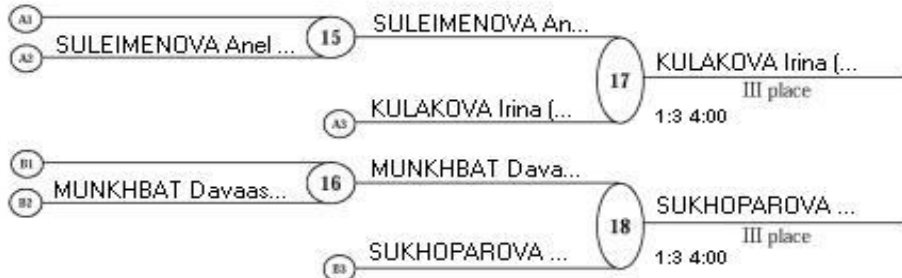 A1
SULEIMENOVA An...
15
A2
SULEIMENOVA Anel ...
17
KULAKOVA Irina (...
III place
1:3 4:00
A3
KULAKOVA Irina (...
B1
MUNKHBAT Dava...
16
B2
MUNKHBAT Davaas...
18
SUKHOPAROVA ...
III place
1:3 4:00
B3
SUKHOPAROVA ...